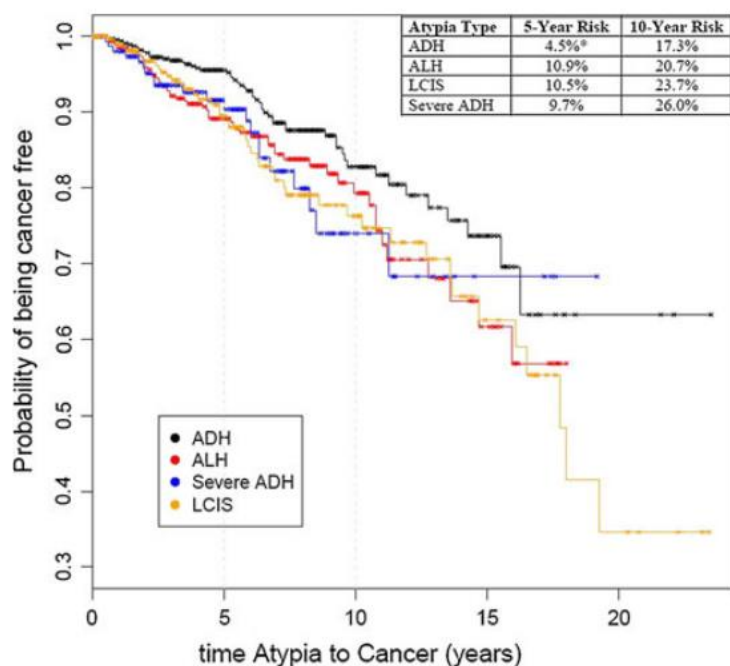 Atypia Type 5-Year Risk 10-Year Risk
ADH 4.5%* 17.3%
ALH 10.9% 20.7%
LCIS 10.5% 23.7%
Severe ADH 9.7% 26.0%
1.0
0.9
0.8
0.7
0.6
0.5
0.4
0.3
Probability of being cancer free
ADH
ALH
Severe ADH
LCIS
0 5 10 15 20
time Atypia to Cancer (years)